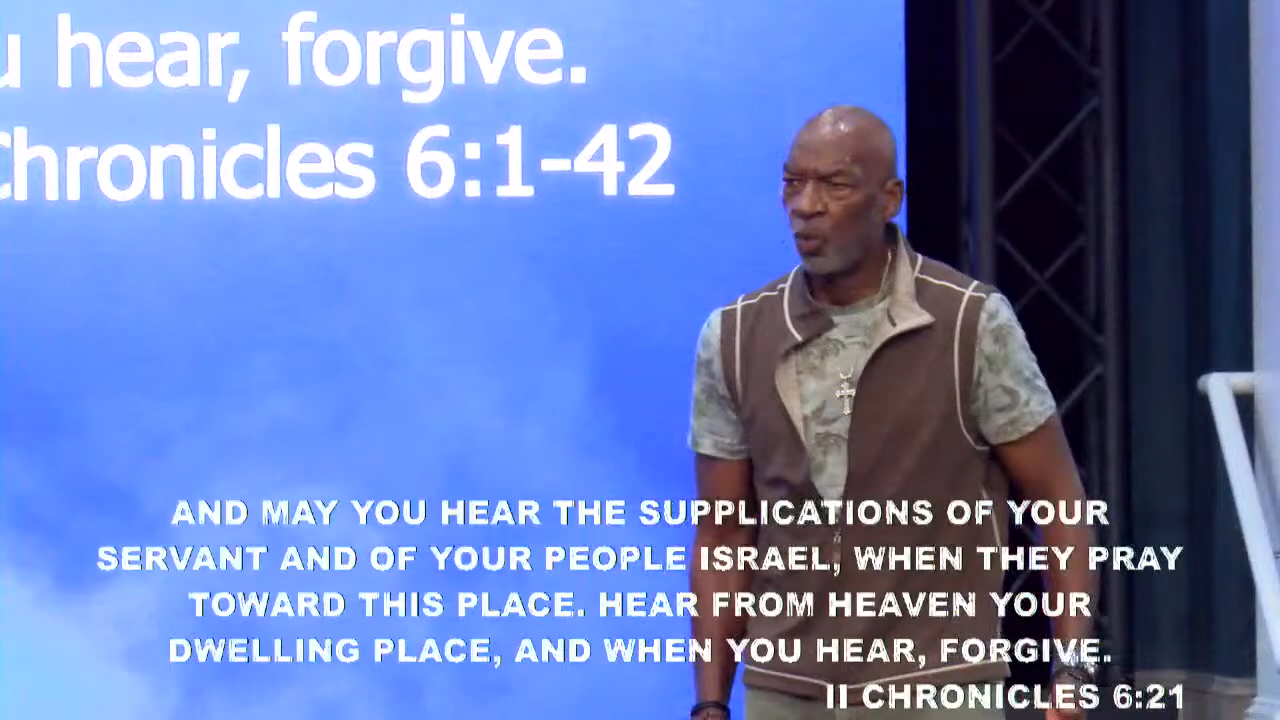 hear, forgive.
Chronicles 6:1-42
AND MAY YOU HEAR THE SUPPLICATIONS OF YOUR
SERVANT AND OF YOUR PEOPLE ISRAEL, WHEN THEY PRAY
TOWARD THIS PLACE. HEAR FROM HEAVEN YOUR
DWELLING PLACE, AND WHEN YOU HEAR, FORGIVE.
II CHRONICLES 6:21